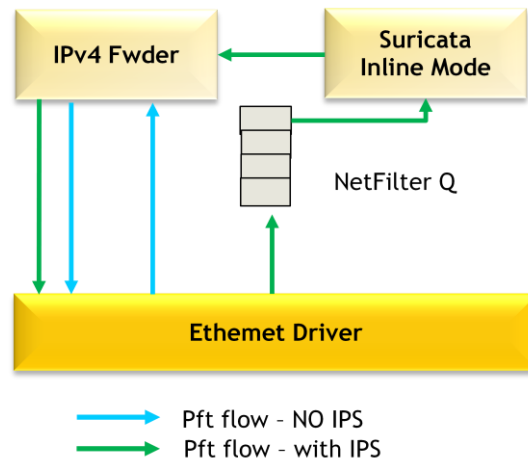 IPv4 Fwder
Suricata
Inline Mode
NetFilter Q
Ethemet Driver
Pft flow – NO IPS
Pft flow – with IPS